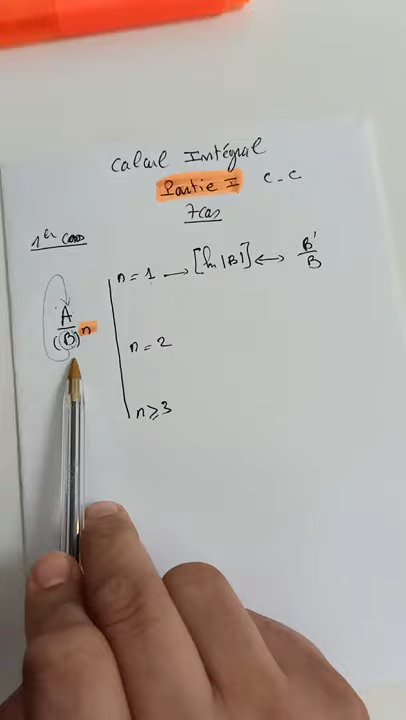 Calcul Intégral
Partie I C-C
7cas
1er cas
n = 1 → [ln |B|] ↔ B'/B
A/(B)n
n = 2
n ≥ 3